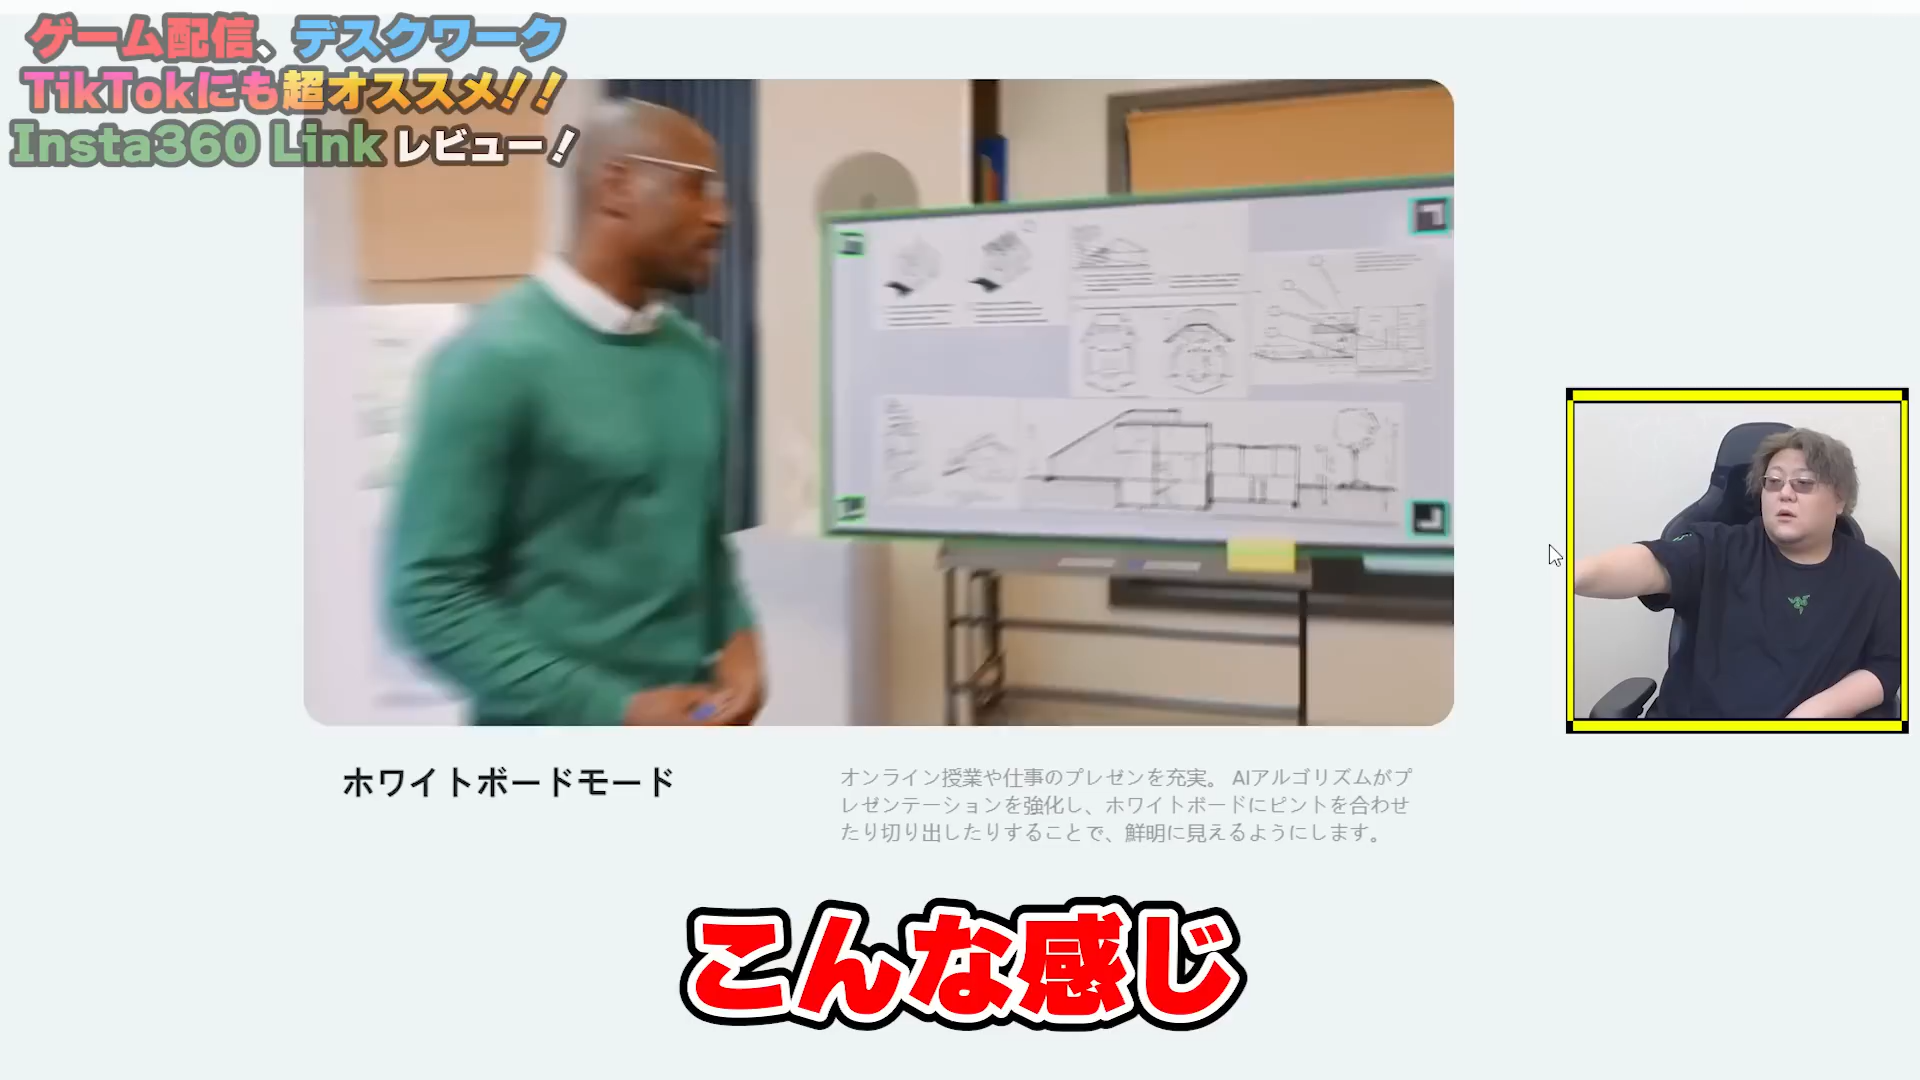 ゲーム配信、デスクワーク
TikTokにも超オススメ！！
Insta360 Link レビュー！
ホワイトボードモード
オンライン授業や仕事のプレゼンを充実。 AIアルゴリズムがプ
レゼンテーションを強化し、ホワイトボードにピントを合わせ
たり切り出したりすることで、鮮明に見えるようにします。
こんな感じ